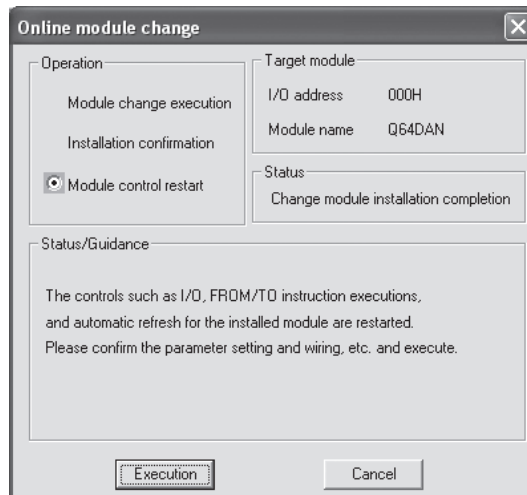 Online module change
Operation
Module change execution
Installation confirmation
Module control restart
Target module
I/O address 000H
Module name Q64DAN
Status
Change module installation completion
Status/Guidance
The controls such as I/O, FROM/TO instruction executions,
and automatic refresh for the installed module are restarted.
Please confirm the parameter setting and wiring, etc. and execute.
Execution
Cancel